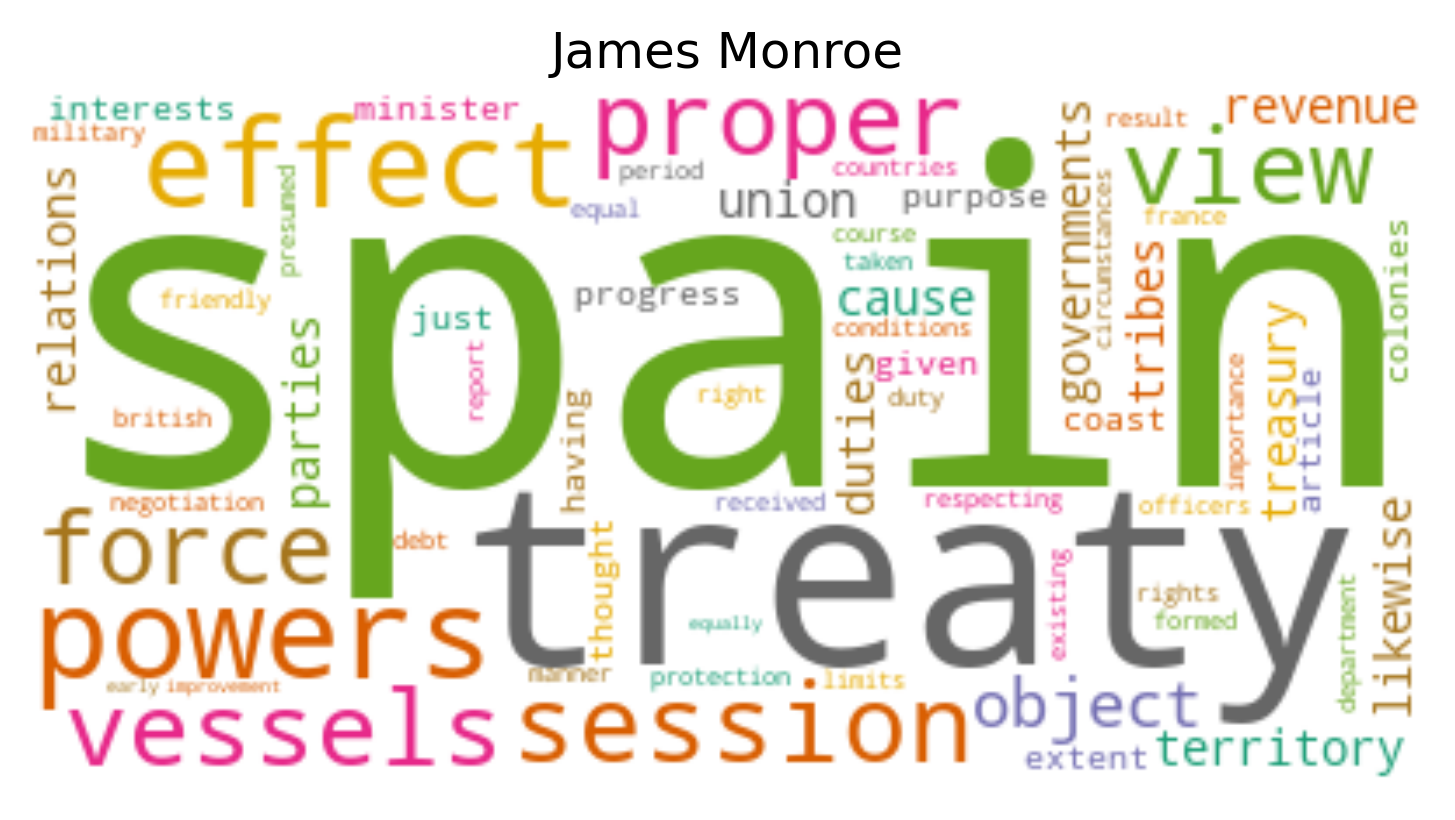 James Monroe
interests
minister
proper
revenue
military
effect
result
view
period
countries
governments
relations
presumed
equal
union
purpose
circumstances
france
course
colonies
spain
taken
tribes
friendly
progress
cause
just
conditions
treasury
parties
report
given
importance
article
british
right
duties
duty
coast
having
negotiation
received
respecting
officers
force
debt
treaty
likewise
thought
existing
rights
powers
equally
formed
department
early
improvement
manner
protection
limits
vessels
session
object
extent
territory